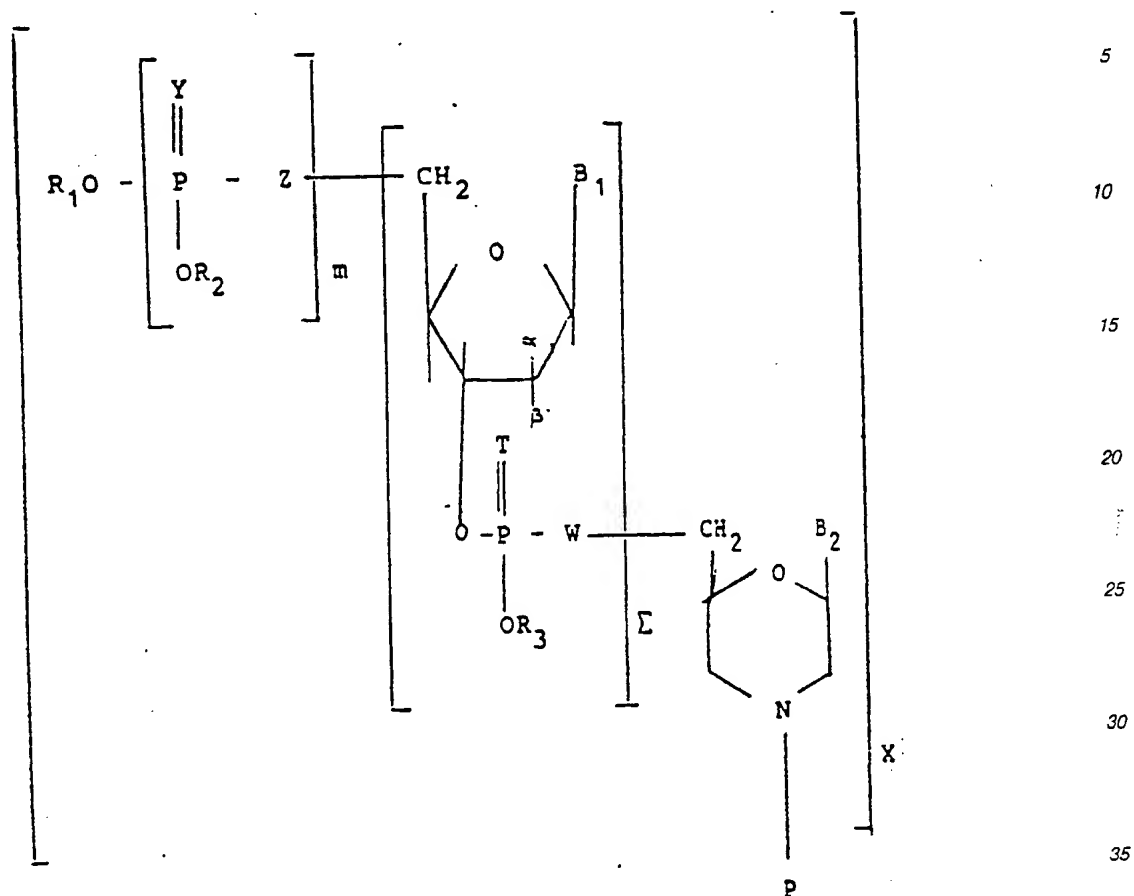 5
Y
R₁O - P - Z CH₂ B₁ 10
OR₂ m O
α 15
β
T 20
O - P - W CH₂ B₂
O 25
OR₃ Σ
N 30
X
P 35